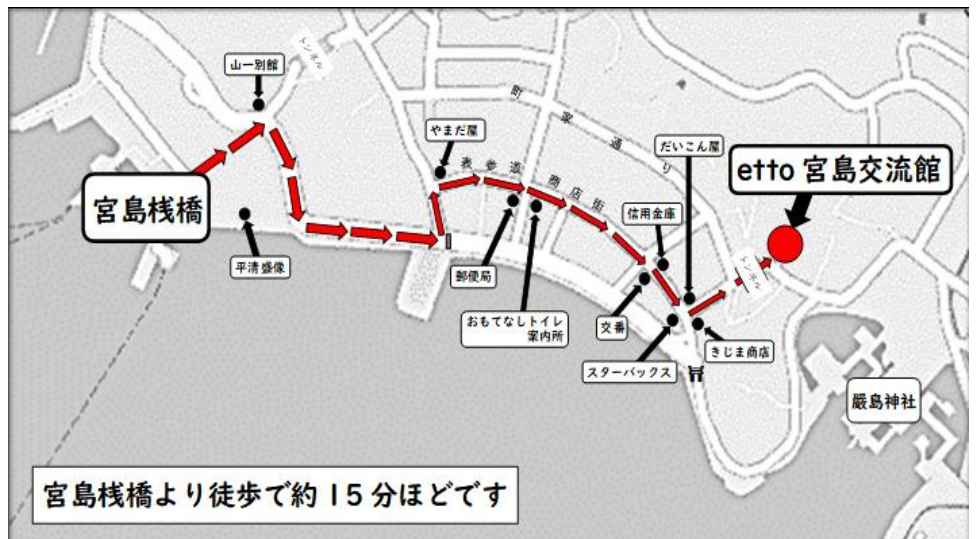 山一別館
トンネル
やまだ屋
表参道商店街
町家通り
だいこん屋
etto 宮島交流館
宮島桟橋
信用金庫
平清盛像
郵便局
おもてなしトイレ
案内所
交番
スターバックス
きじま商店
トンネル
嚴島神社
宮島桟橋より徒歩で約15分ほどです